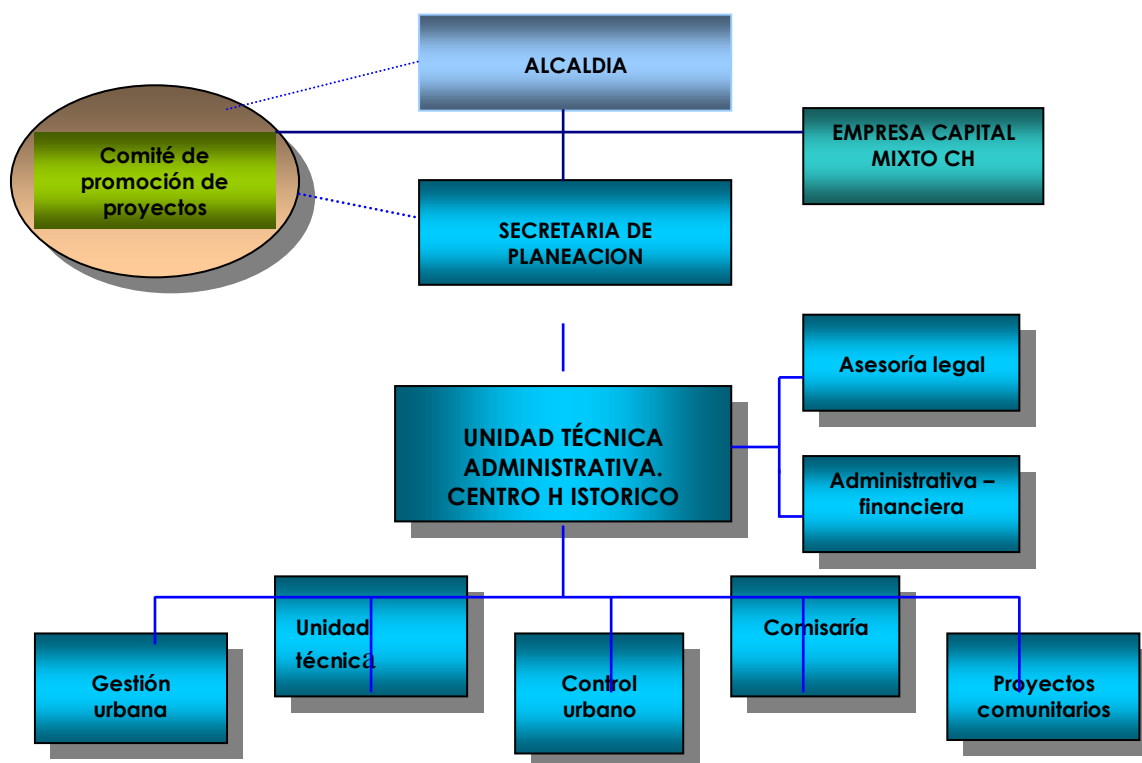 ALCALDIA
Comité de
promoción de
proyectos
EMPRESA CAPITAL
MIXTO CH
SECRETARIA DE
PLANEACION
Asesoría legal
UNIDAD TÉCNICA
ADMINISTRATIVA.
CENTRO H ISTORICO
Administrativa –
financiera
Gestión
urbana
Unidad
técnica
Control
urbano
Comisaría
Proyectos
comunitarios